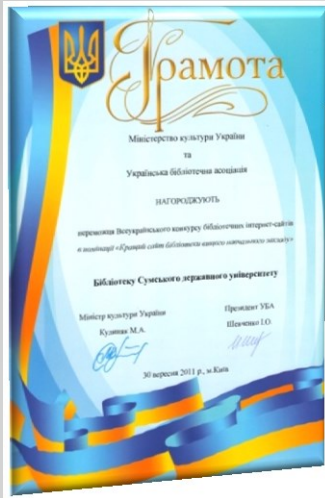 Грамота
Міністерство культури України
та
Українська бібліотечна асоціація
НАГОРОДЖУЮТЬ
переможця Всеукраїнського конкурсу бібліотечних інтернет-сайтів
в номінації «Кращий сайт бібліотеки вищого навчального закладу»
Бібліотеку Сумського державного університету
Міністр культури України
Кулиняк М.А.
Президент УБА
Шевченко І.О.
30 вересня 2011 р., м.Київ